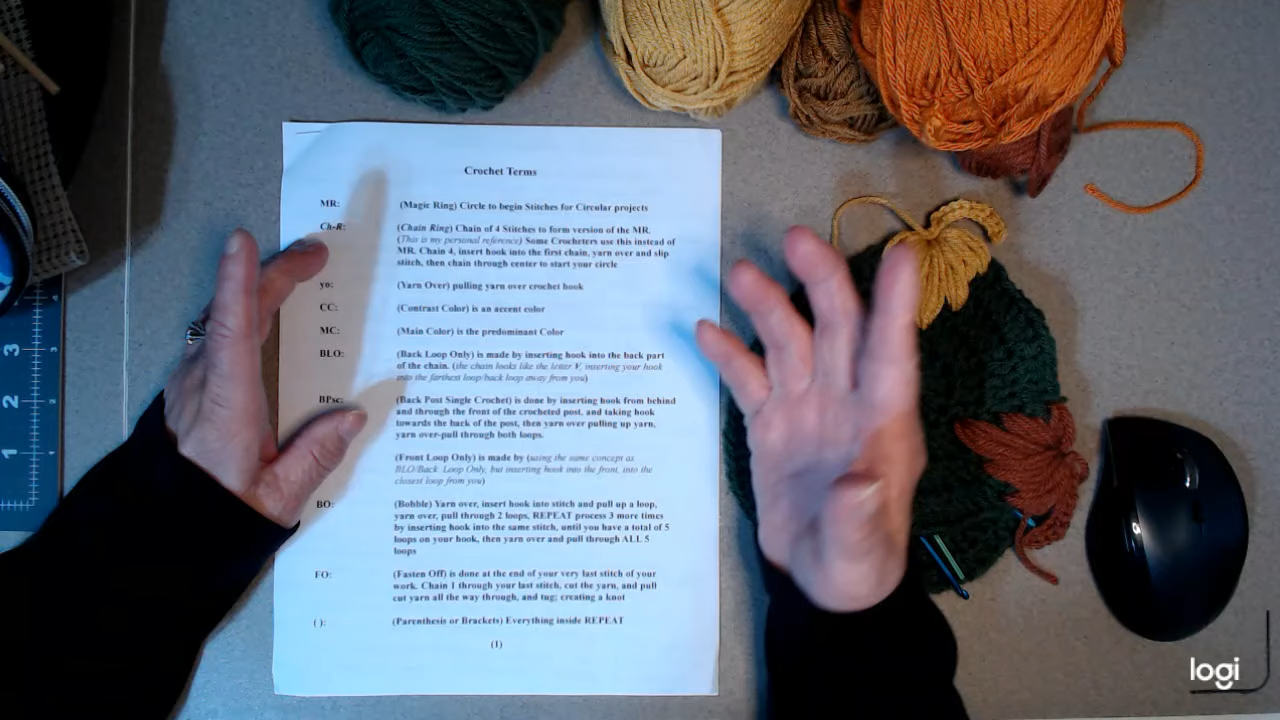 Crochet Terms
MR: (Magic Ring) Circle to begin Stitches for Circular projects
Ch-R: (Chain Ring) Chain of 4 Stitches to form version of the MR.
(This is my personal reference) Some Crocheters use this instead of
MR. Chain 4, insert hook into the first chain, yarn over and slip
stitch, then chain through center to start your circle
yo: (Yarn Over) pulling yarn over crochet hook
CC: (Contrast Color) is an accent color
MC: (Main Color) is the predominant Color
BLO: (Back Loop Only) is made by inserting hook into the back part
of the chain. (the chain looks like the letter V, inserting your hook
into the farthest loop/back loop away from you)
BPsc: (Back Post Single Crochet) is done by inserting hook from behind
and through the front of the crocheted post, and taking hook
towards the back of the post, then yarn over pulling up yarn,
yarn over-pull through both loops.
(Front Loop Only) is made by (using the same concept as
BLO/Back Loop Only, but inserting hook into the front, into the
closest loop from you)
BO: (Bobble) Yarn over, insert hook into stitch and pull up a loop,
yarn over, pull through 2 loops, REPEAT process 3 more times
by inserting hook into the same stitch, until you have a total of 5
loops on your hook, then yarn over and pull through ALL 5
loops
FO: (Fasten Off) is done at the end of your very last stitch of your
work. Chain 1 through your last stitch, cut the yarn, and pull
cut yarn all the way through, and tug; creating a knot
( ): (Parenthesis or Brackets) Everything inside REPEAT
(1)
3
2
1
logi